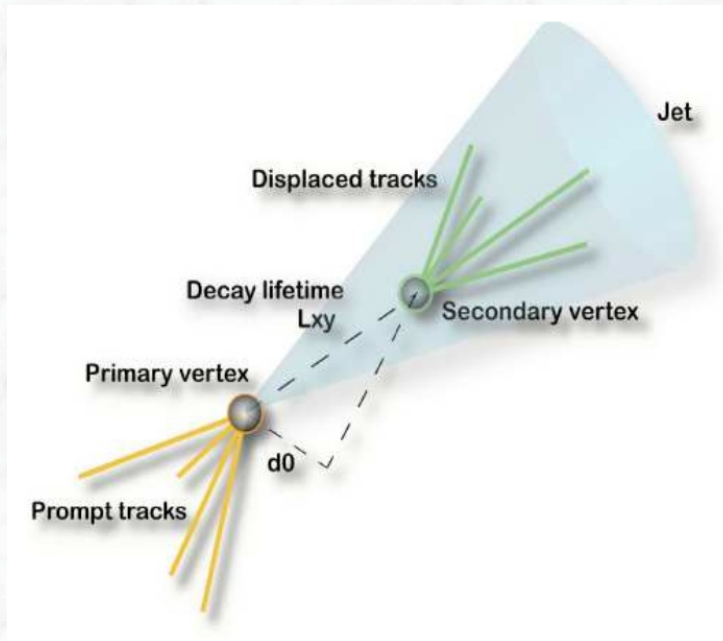 Jet
Displaced tracks
Decay lifetime
Lxy
Secondary vertex
Primary vertex
d0
Prompt tracks